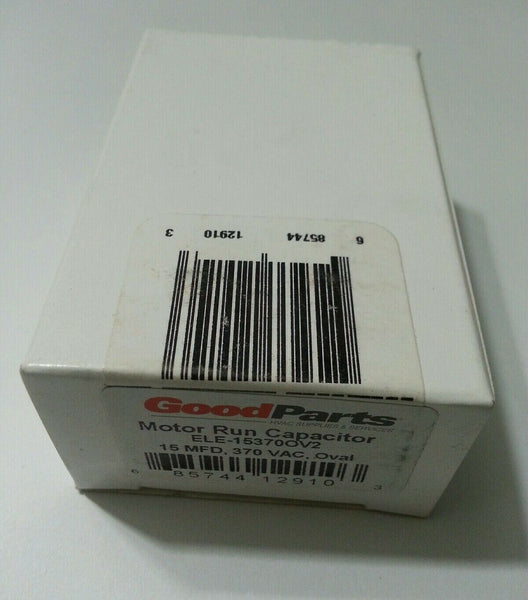 6 85744 12910 3
GoodParts
HVAC SUPPLIES & SERVICES
Motor Run Capacitor
ELE-15370OV2
15 MFD, 370 VAC, Oval
6 85744 12910 3